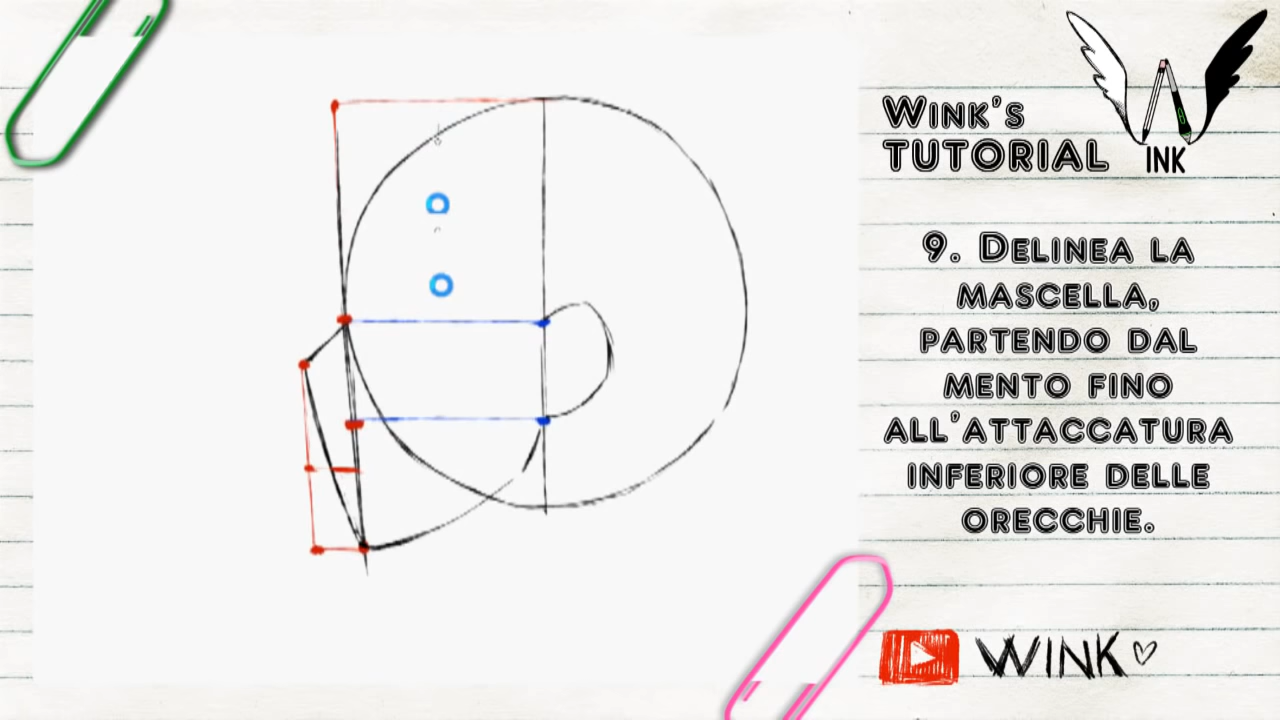 Wink's
TUTORIAL
INK
9. Delinea la
mascella,
partendo dal
mento fino
all'attaccatura
inferiore delle
orecchie.
WINK